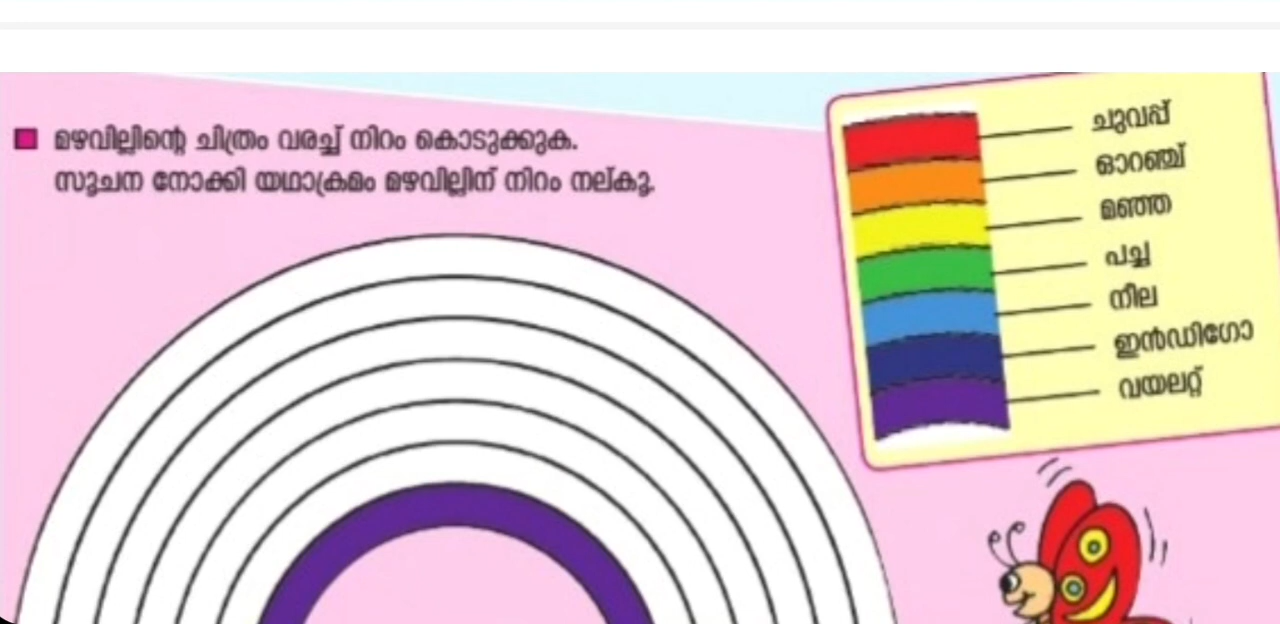 മഴവില്ലിന്റെ ചിത്രം വരച്ച് നിറം കൊടുക്കുക.
സൂചന നോക്കി യഥാക്രമം മഴവില്ലിന് നിറം നല്കൂ.
ചുവപ്പ്
ഓറഞ്ച്
മഞ്ഞ
പച്ച
നീല
ഇൻഡിഗോ
വയലറ്റ്